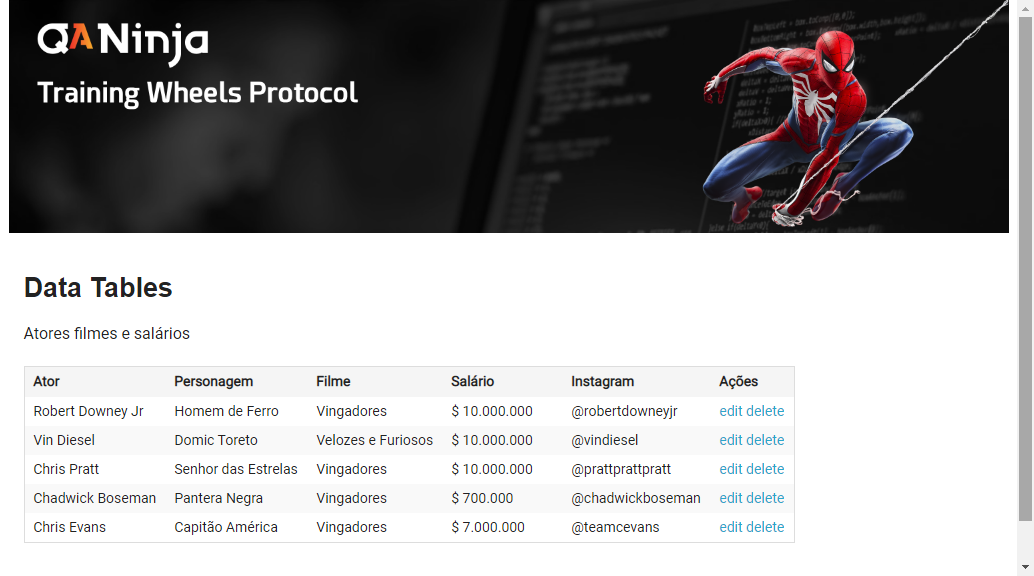 QANinja
Training Wheels Protocol
Data Tables
Atores filmes e salários
Ator Personagem Filme Salário Instagram Ações
Robert Downey Jr Homem de Ferro Vingadores $ 10.000.000 @robertdowneyjr edit delete
Vin Diesel Domic Toreto Velozes e Furiosos $ 10.000.000 @vindiesel edit delete
Chris Pratt Senhor das Estrelas Vingadores $ 10.000.000 @prattprattpratt edit delete
Chadwick Boseman Pantera Negra Vingadores $ 700.000 @chadwickboseman edit delete
Chris Evans Capitão América Vingadores $ 7.000.000 @teamcevans edit delete